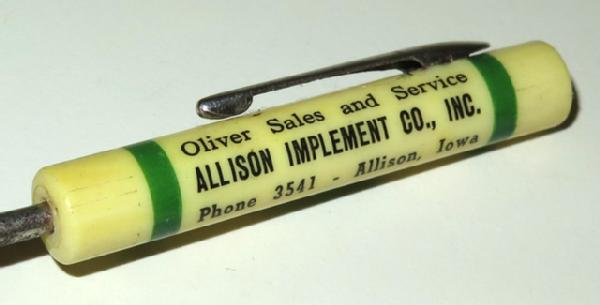 Oliver Sales and Service
ALLISON IMPLEMENT CO., INC.
Phone 3541 - Allison, Iowa